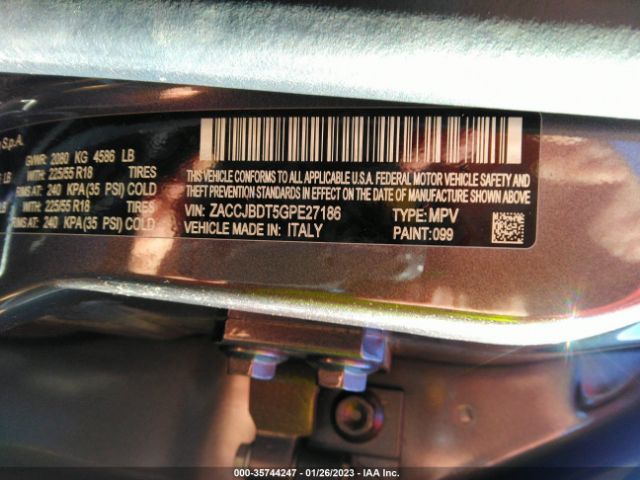 S.p.A.
GVWR: 2080 KG 4586 LB
225/55 R18 TIRES
RIMS AT: 240 KPA(35 PSI) COLD
225/55 R18 TIRES
RIMS AT: 240 KPA(35 PSI) COLD
THIS VEHICLE CONFORMS TO ALL APPLICABLE U.S.A. FEDERAL MOTOR VEHICLE SAFETY AND
THEFT PREVENTION STANDARDS IN EFFECT ON THE DATE OF MANUFACTURE SHOWN ABOVE.
VIN: ZACCJBDT5GPE27186 TYPE: MPV
VEHICLE MADE IN: ITALY PAINT: 099
000-35744247 \ 01/26/2023 \ IAA Inc.